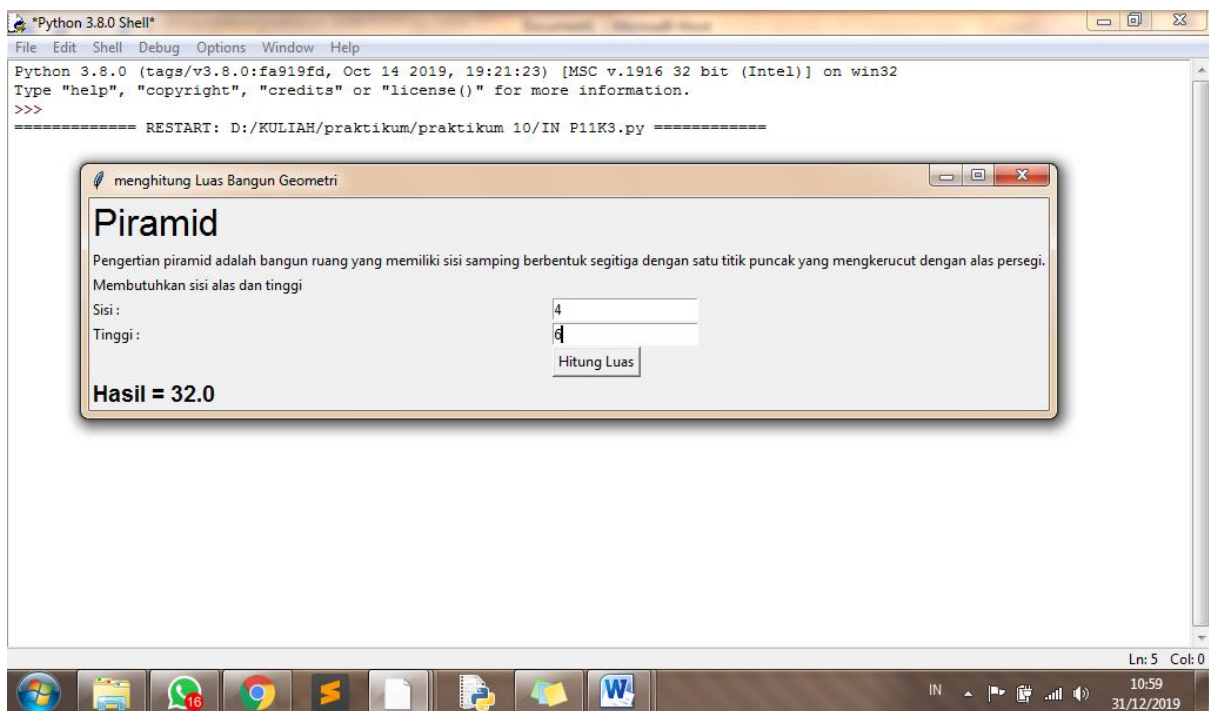 *Python 3.8.0 Shell*
File Edit Shell Debug Options Window Help
Python 3.8.0 (tags/v3.8.0:fa919fd, Oct 14 2019, 19:21:23) [MSC v.1916 32 bit (Intel)] on win32
Type "help", "copyright", "credits" or "license()" for more information.
>>>
============= RESTART: D:/KULIAH/praktikum/praktikum 10/IN P11K3.py ============
menghitung Luas Bangun Geometri
Piramid
Pengertian piramid adalah bangun ruang yang memiliki sisi samping berbentuk segitiga dengan satu titik puncak yang mengkerucut dengan alas persegi.
Membutuhkan sisi alas dan tinggi
Sisi : 4
Tinggi : 6
Hitung Luas
Hasil = 32.0
Ln: 5 Col: 0
16
W
IN
10:59
31/12/2019